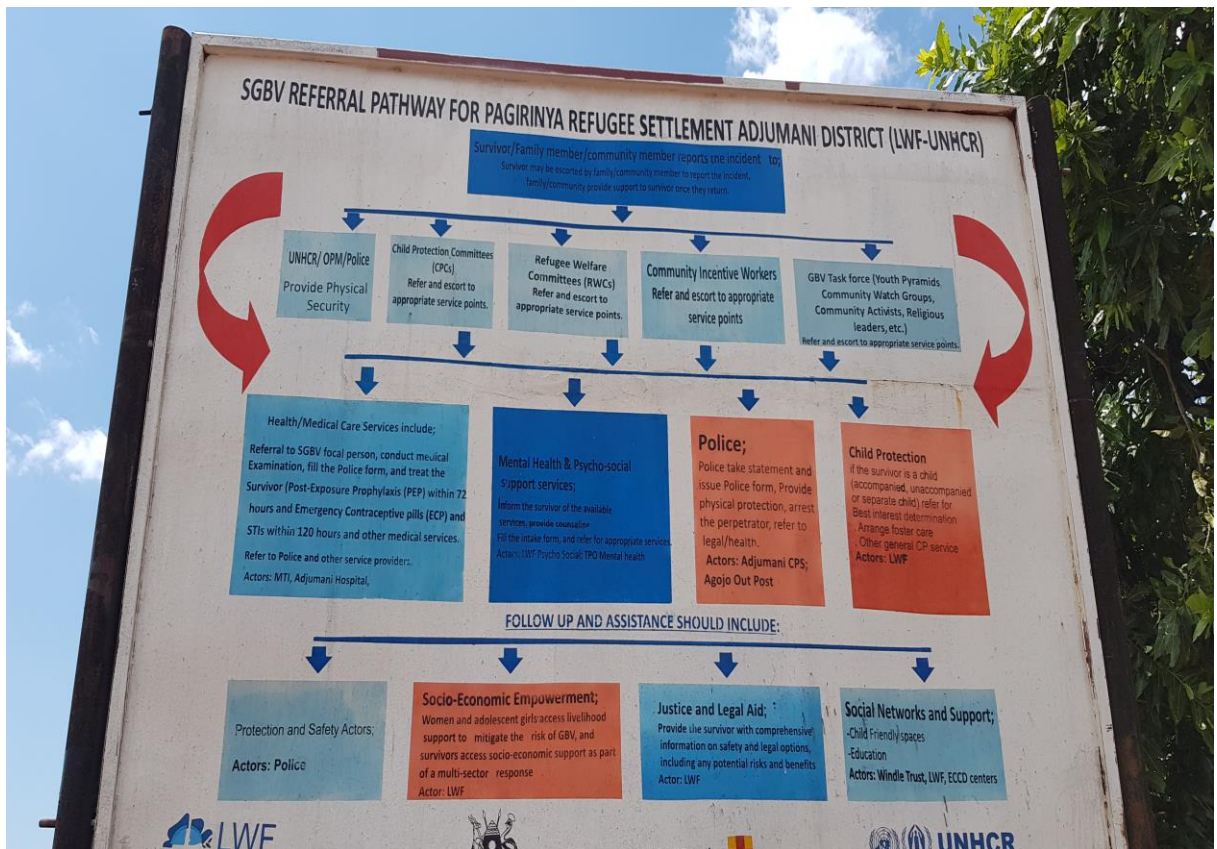 SGBV REFERRAL PATHWAY FOR PAGIRINYA REFUGEE SETTLEMENT ADJUMANI DISTRICT (LWF-UNHCR)
Survivor/Family member/community member reports the incident to;
Survivor may be escorted by family/community member to report the incident,
family/community provide support to survivor once they return.
UNHCR/ OPM/Police
Provide Physical
Security
Child Protection Committees
(CPCs)
Refer and escort to
appropriate service points.
Refugee Welfare
Committees (RWCs)
Refer and escort to
appropriate service points.
Community Incentive Workers
Refer and escort to appropriate
service points
GBV Task force (Youth Pyramids,
Community Watch Groups,
Community Activists, Religious
leaders, etc.)
Refer and escort to appropriate service points.
Health/Medical Care Services include;
Referral to SGBV focal person, conduct medical
Examination, fill the Police form, and treat the
Survivor (Post-Exposure Prophylaxis (PEP) within 72
hours and Emergency Contraceptive pills (ECP) and
STIs within 120 hours and other medical services.
Refer to Police and other service providers.
Actors: MTI, Adjumani Hospital,
Mental Health & Psycho-social
support services;
Inform the survivor of the available
services, provide counseling
Fill the intake form, and refer for appropriate services.
Actors: LWF Psycho Social; TPO Mental health
Police;
Police take statement and
issue Police form, Provide
physical protection, arrest
the perpetrator, refer to
legal/health.
Actors: Adjumani CPS;
Agojo Out Post
Child Protection
if the survivor is a child
(accompanied, unaccompanied
or separate child) refer for
Best interest determination
. Arrange foster care
. Other general CP service
Actors: LWF
FOLLOW UP AND ASSISTANCE SHOULD INCLUDE:
Protection and Safety Actors;
Actors: Police
Socio-Economic Empowerment;
Women and adolescent girls access livelihood
support to mitigate the risk of GBV, and
survivors access socio-economic support as part
of a multi-sector response
Actor: LWF
Justice and Legal Aid;
Provide the survivor with comprehensive
information on safety and legal options,
including any potential risks and benefits
Actor: LWF
Social Networks and Support;
-Child Friendly spaces
-Education
Actors: Windle Trust, LWF, ECCD centers
LWF
UNHCR